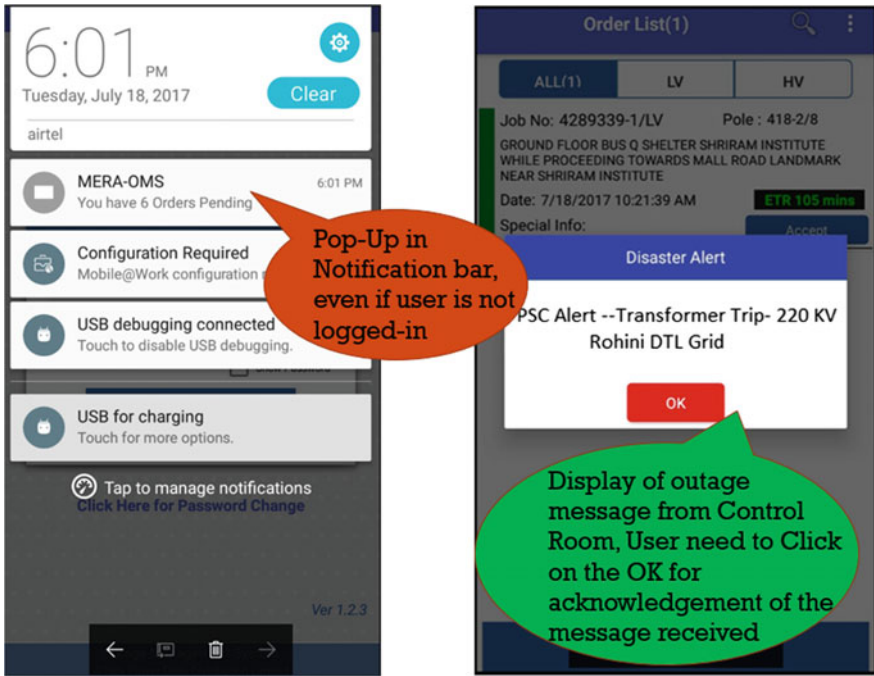 6:01 PM
Tuesday, July 18, 2017
Clear
airtel
MERA-OMS 6:01 PM
You have 6 Orders Pending
Configuration Required
Mobile@Work configuration
USB debugging connected
Touch to disable USB debugging.
Show Password
USB for charging
Touch for more options.
Tap to manage notifications
Click Here for Password Change
Ver 1.2.3
Pop-Up in
Notification bar,
even if user is not
logged-in
Order List(1)
ALL(1) LV HV
Job No: 4289339-1/LV Pole : 418-2/8
GROUND FLOOR BUS Q SHELTER SHRIRAM INSTITUTE
WHILE PROCEEDING TOWARDS MALL ROAD LANDMARK
NEAR SHRIRAM INSTITUTE
Date: 7/18/2017 10:21:39 AM ETR 105 mins
Special Info: Accept
Disaster Alert
PSC Alert --Transformer Trip- 220 KV
Rohini DTL Grid
OK
Display of outage
message from Control
Room, User need to Click
on the OK for
acknowledgement of the
message received